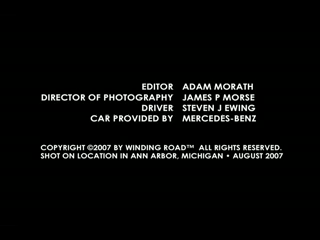 EDITOR ADAM MORATH
DIRECTOR OF PHOTOGRAPHY JAMES P MORSE
DRIVER STEVEN J EWING
CAR PROVIDED BY MERCEDES-BENZ
COPYRIGHT ©2007 BY WINDING ROAD™ ALL RIGHTS RESERVED.
SHOT ON LOCATION IN ANN ARBOR, MICHIGAN • AUGUST 2007